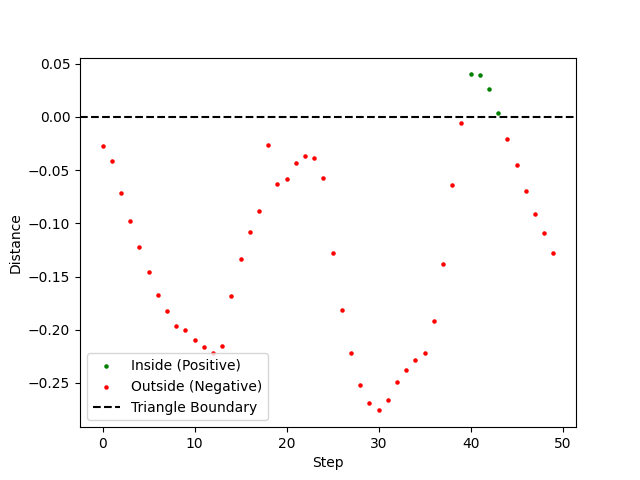 0.05
0.00
−0.05
−0.10
−0.15
−0.20
−0.25
Distance
Inside (Positive)
Outside (Negative)
Triangle Boundary
0 10 20 30 40 50
Step